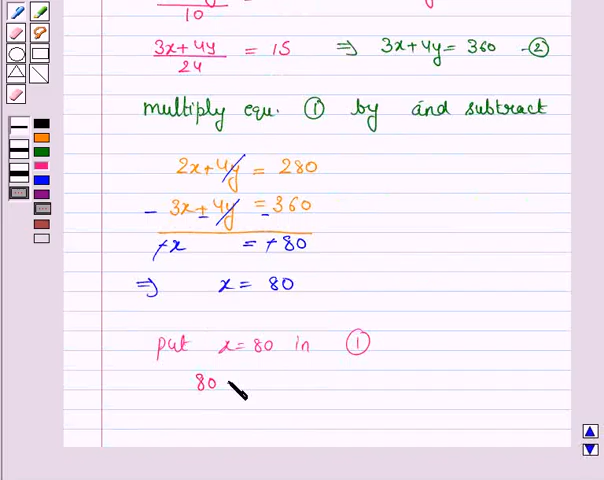 10
3x+4y/24 = 15 ⇒ 3x+4y = 360 -②
multiply equ. ① by and subtract
2x+4y = 280
- 3x±4y = 360
-
-x = -80
⇒ x = 80
put x=80 in ①
80